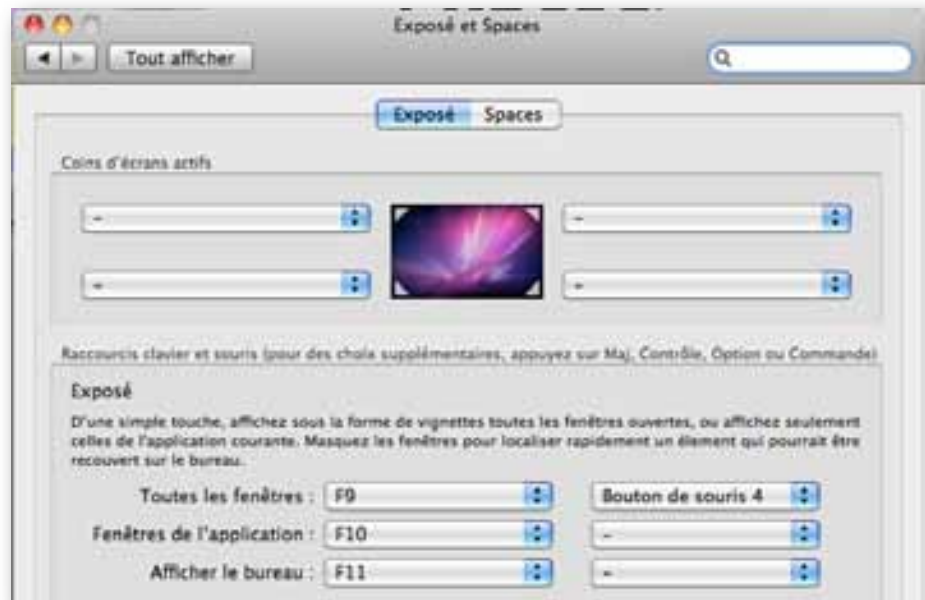 Exposé et Spaces
Tout afficher
Exposé Spaces
Coins d'écrans actifs
- -
- -
Raccourcis clavier et souris (pour des choix supplémentaires, appuyez sur Maj, Contrôle, Option ou Commande)
Exposé
D'une simple touche, affichez sous la forme de vignettes toutes les fenêtres ouvertes, ou affichez seulement
celles de l'application courante. Masquez les fenêtres pour localiser rapidement un élément qui pourrait être
recouvert sur le bureau.
Toutes les fenêtres : F9 Bouton de souris 4
Fenêtres de l'application : F10 -
Afficher le bureau : F11 -